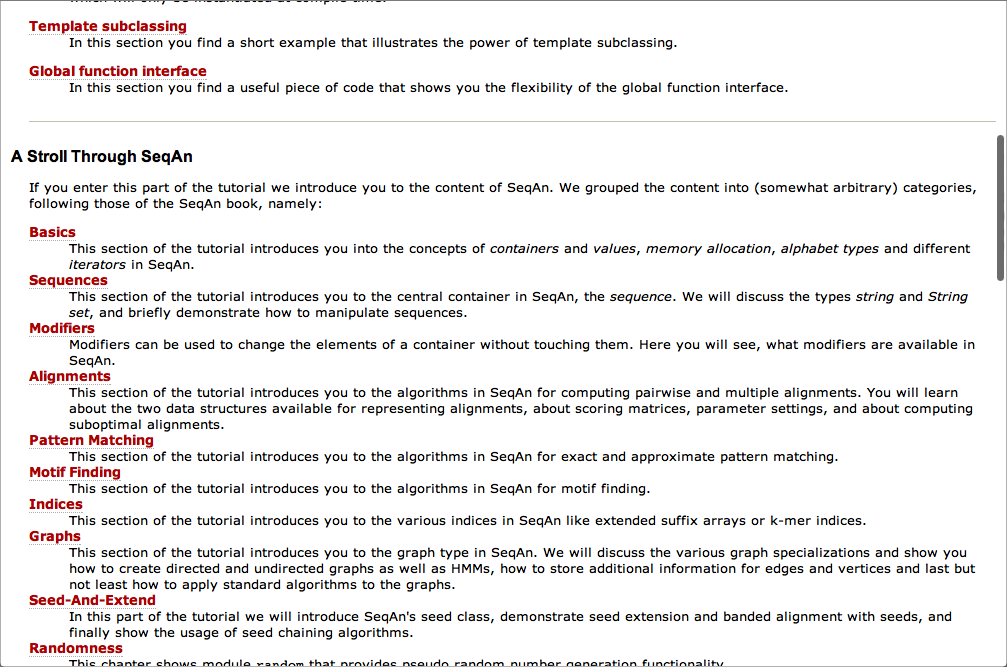 which will only be instantiated at compile time.
Template subclassing
In this section you find a short example that illustrates the power of template subclassing.
Global function interface
In this section you find a useful piece of code that shows you the flexibility of the global function interface.
A Stroll Through SeqAn
If you enter this part of the tutorial we introduce you to the content of SeqAn. We grouped the content into (somewhat arbitrary) categories,
following those of the SeqAn book, namely:
Basics
This section of the tutorial introduces you into the concepts of containers and values, memory allocation, alphabet types and different
iterators in SeqAn.
Sequences
This section of the tutorial introduces you to the central container in SeqAn, the sequence. We will discuss the types string and String
set, and briefly demonstrate how to manipulate sequences.
Modifiers
Modifiers can be used to change the elements of a container without touching them. Here you will see, what modifiers are available in
SeqAn.
Alignments
This section of the tutorial introduces you to the algorithms in SeqAn for computing pairwise and multiple alignments. You will learn
about the two data structures available for representing alignments, about scoring matrices, parameter settings, and about computing
suboptimal alignments.
Pattern Matching
This section of the tutorial introduces you to the algorithms in SeqAn for exact and approximate pattern matching.
Motif Finding
This section of the tutorial introduces you to the algorithms in SeqAn for motif finding.
Indices
This section of the tutorial introduces you to the various indices in SeqAn like extended suffix arrays or k-mer indices.
Graphs
This section of the tutorial introduces you to the graph type in SeqAn. We will discuss the various graph specializations and show you
how to create directed and undirected graphs as well as HMMs, how to store additional information for edges and vertices and last but
not least how to apply standard algorithms to the graphs.
Seed-And-Extend
In this part of the tutorial we will introduce SeqAn's seed class, demonstrate seed extension and banded alignment with seeds, and
finally show the usage of seed chaining algorithms.
Randomness
This chapter shows module random that provides pseudo random number generation functionality.